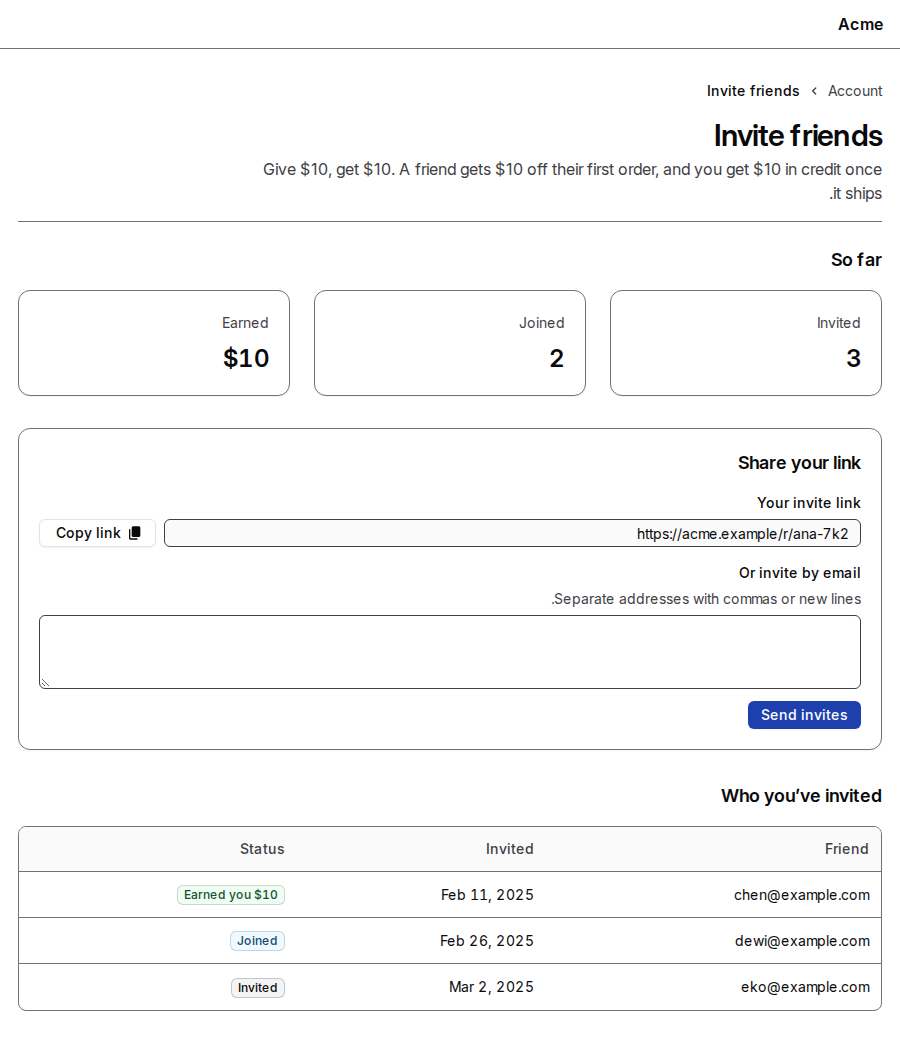 Acme
Account › Invite friends
Invite friends
Give $10, get $10. A friend gets $10 off their first order, and you get $10 in credit once
it ships.
So far
Invited
3
Joined
2
Earned
$10
Share your link
Your invite link
https://acme.example/r/ana-7k2
Copy link
Or invite by email
Separate addresses with commas or new lines.
Send invites
Who you’ve invited
Friend Invited Status
chen@example.com Feb 11, 2025 Earned you $10
dewi@example.com Feb 26, 2025 Joined
eko@example.com Mar 2, 2025 Invited